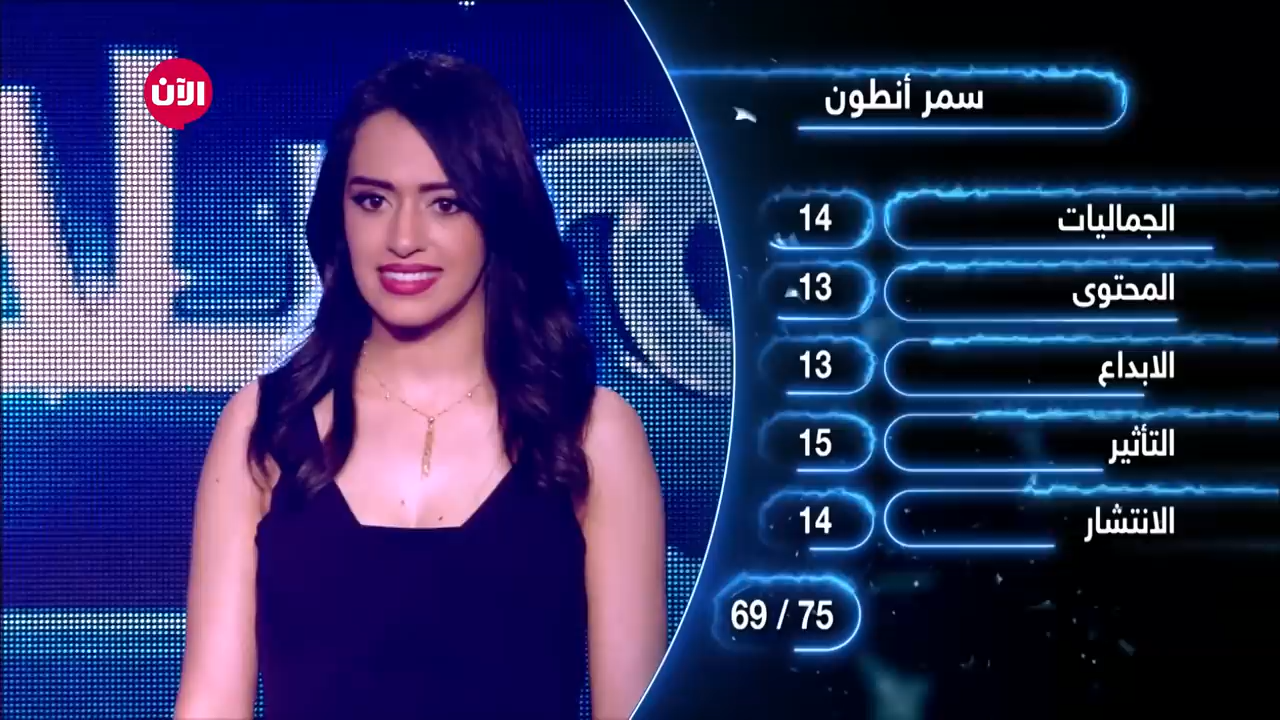 الآن
سمر أنطون
الجماليات 14
المحتوى 13
الابداع 13
التأثير 15
الانتشار 14
69 / 75